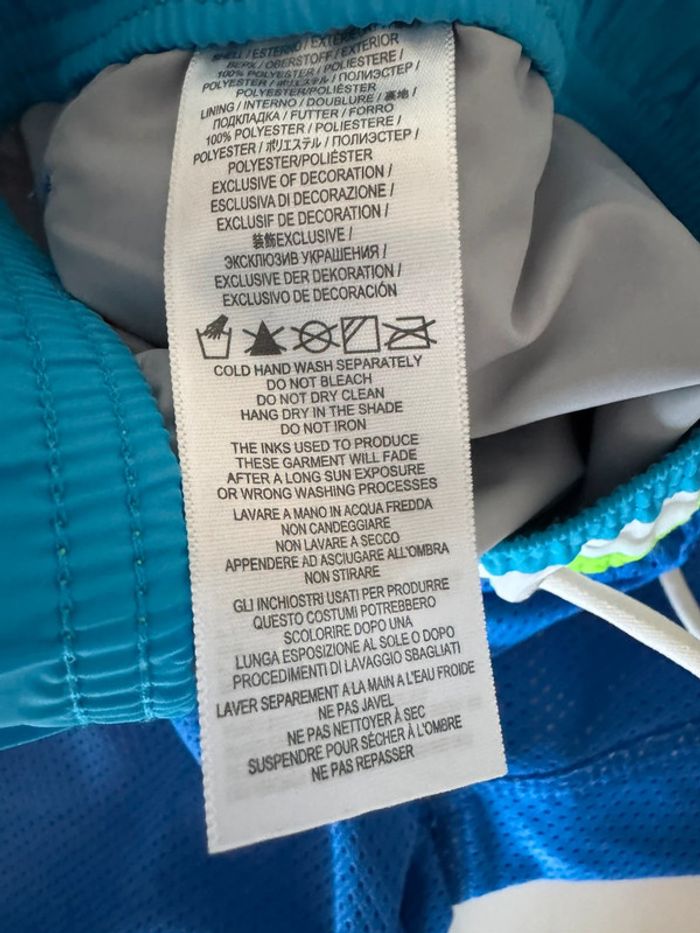 SHELL / ESTERNO / EXTÉRIEUR /
/ OBERSTOFF / EXTERIOR
100% POLYESTER / POLIESTERE /
POLYESTER / ポリエステル / ПОЛИЭСТЕР /
POLYESTER/POLIÉSTER
LINING / INTERNO / DOUBLURE / 裏地 /
ПОДКЛАДКА / FUTTER / FORRO
100% POLYESTER / POLIESTERE /
POLYESTER / ポリエステル / ПОЛИЭСТЕР /
POLYESTER/POLIÉSTER
EXCLUSIVE OF DECORATION /
ESCLUSIVA DI DECORAZIONE /
EXCLUSIF DE DECORATION /
装飾EXCLUSIVE /
ЭКСКЛЮЗИВ УКРАШЕНИЯ /
EXCLUSIVE DER DEKORATION /
EXCLUSIVO DE DECORACIÓN
COLD HAND WASH SEPARATELY
DO NOT BLEACH
DO NOT DRY CLEAN
HANG DRY IN THE SHADE
DO NOT IRON
THE INKS USED TO PRODUCE
THESE GARMENT WILL FADE
AFTER A LONG SUN EXPOSURE
OR WRONG WASHING PROCESSES
LAVARE A MANO IN ACQUA FREDDA
NON CANDEGGIARE
NON LAVARE A SECCO
APPENDERE AD ASCIUGARE ALL'OMBRA
NON STIRARE
GLI INCHIOSTRI USATI PER PRODURRE
QUESTO COSTUMI POTREBBERO
SCOLORIRE DOPO UNA
LUNGA ESPOSIZIONE AL SOLE O DOPO
PROCEDIMENTI DI LAVAGGIO SBAGLIATI
LAVER SEPAREMENT A LA MAIN A L'EAU FROIDE
NE PAS JAVEL
NE PAS NETTOYER À SEC
SUSPENDRE POUR SÉCHER À L'OMBRE
NE PAS REPASSER